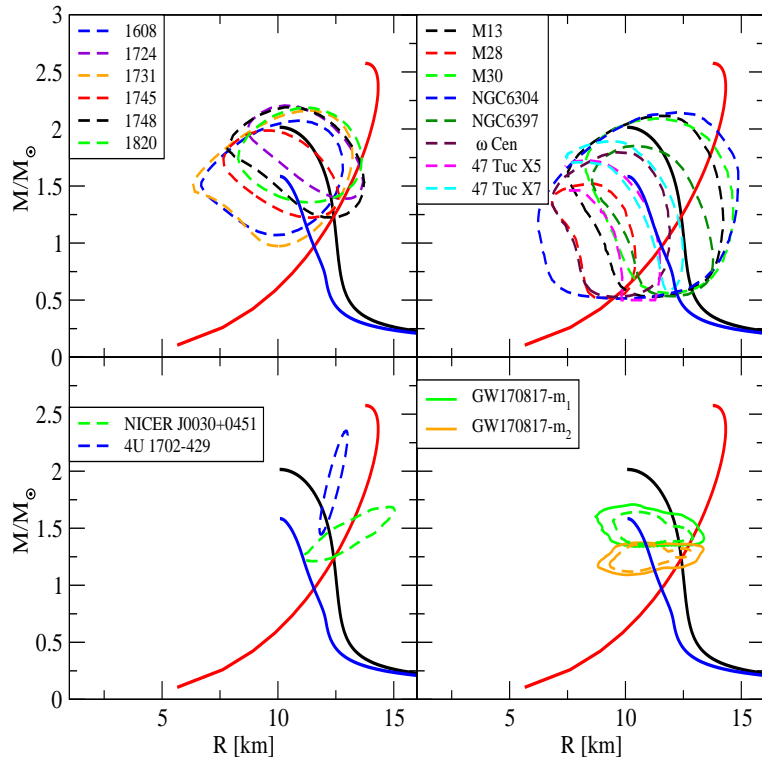 3
2.5
2
1.5
1
0.5
0
M/M⊙
1608
1724
1731
1745
1748
1820
M13
M28
M30
NGC6304
NGC6397
ω Cen
47 Tuc X5
47 Tuc X7
2.5
2
1.5
1
0.5
0
M/M⊙
NICER J0030+0451
4U 1702-429
GW170817-m₁
GW170817-m₂
5 10 15
5 10 15
R [km]
R [km]